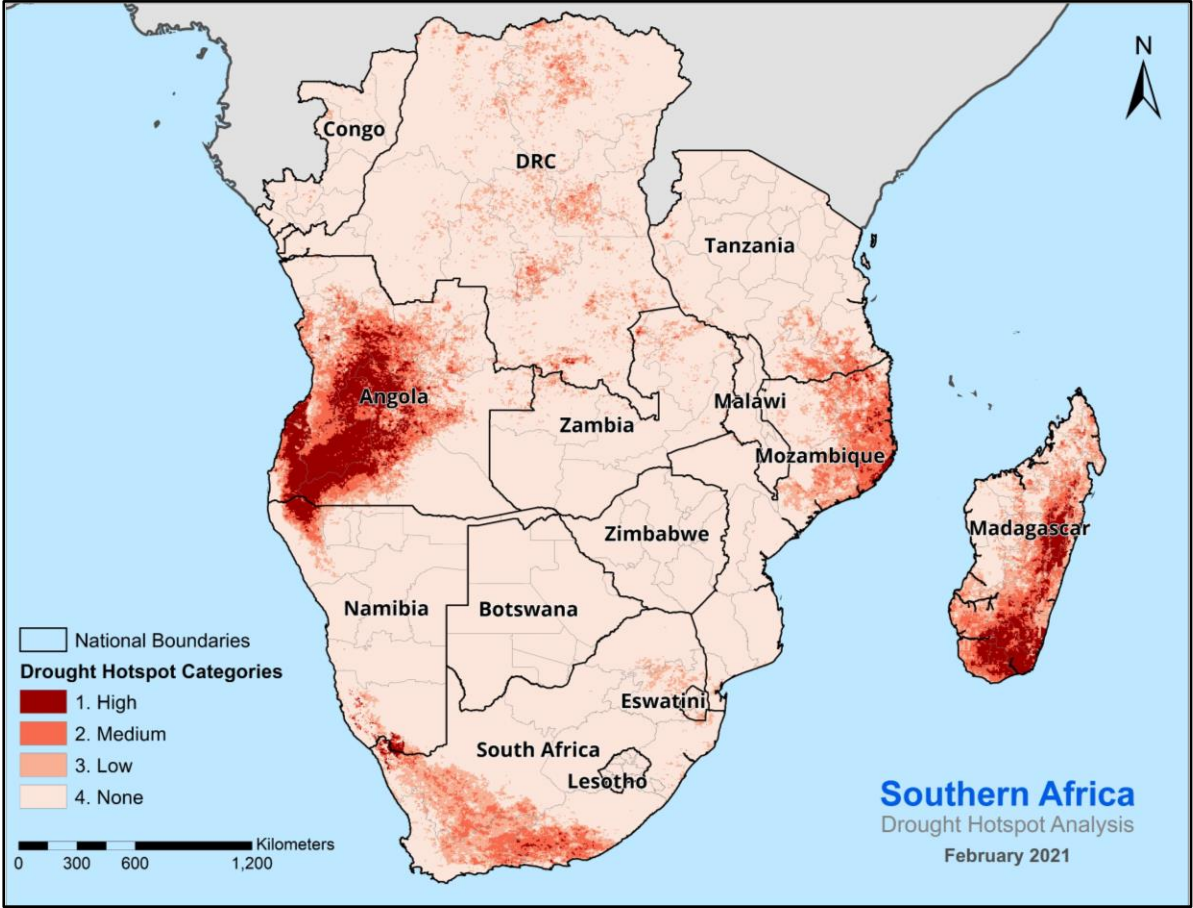 N
Congo
DRC
Tanzania
Angola
Malawi
Zambia
Mozambique
Madagascar
Zimbabwe
Namibia
Botswana
Eswatini
South Africa
Lesotho
National Boundaries
Drought Hotspot Categories
1. High
2. Medium
3. Low
4. None
Kilometers
0 300 600 1,200
Southern Africa
Drought Hotspot Analysis
February 2021